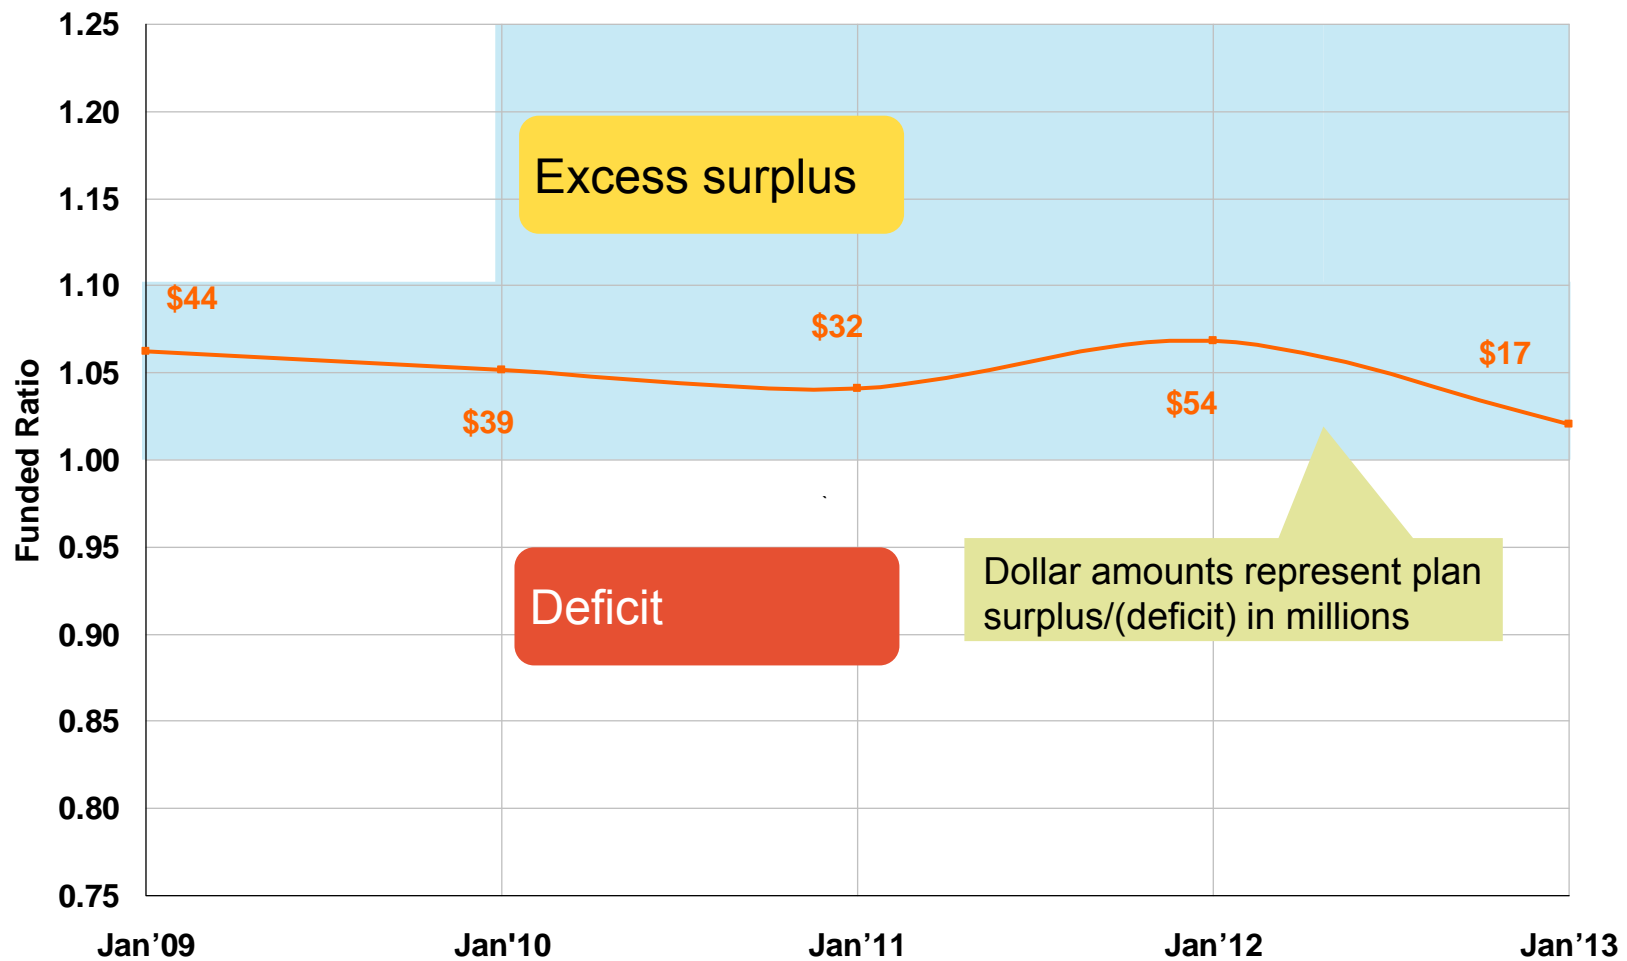 Funded Ratio
1.25
1.20
1.15
1.10
1.05
1.00
0.95
0.90
0.85
0.80
0.75
Excess surplus
$44
$39
$32
$54
$17
`
Deficit
Dollar amounts represent plan
surplus/(deficit) in millions
Jan’09
Jan'10
Jan’11
Jan’12
Jan’13